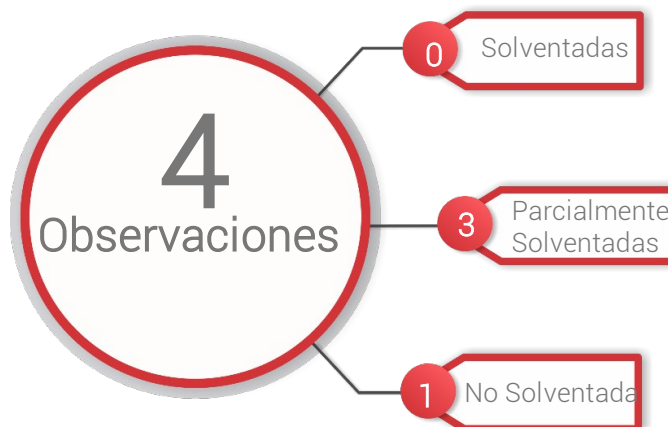 4
Observaciones
0
Solventadas
3
Parcialmente
Solventadas
1
No Solventada